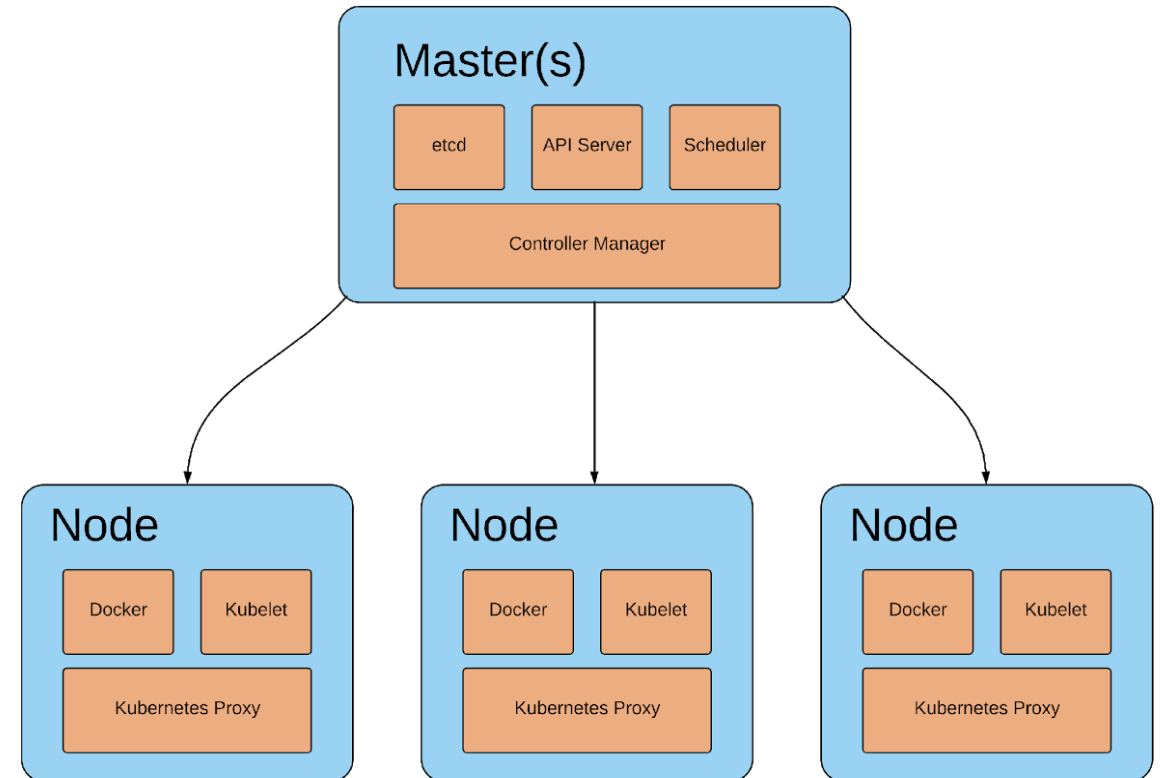 Master(s)
etcd
API Server
Scheduler
Controller Manager
Node
Docker
Kubelet
Kubernetes Proxy
Node
Docker
Kubelet
Kubernetes Proxy
Node
Docker
Kubelet
Kubernetes Proxy